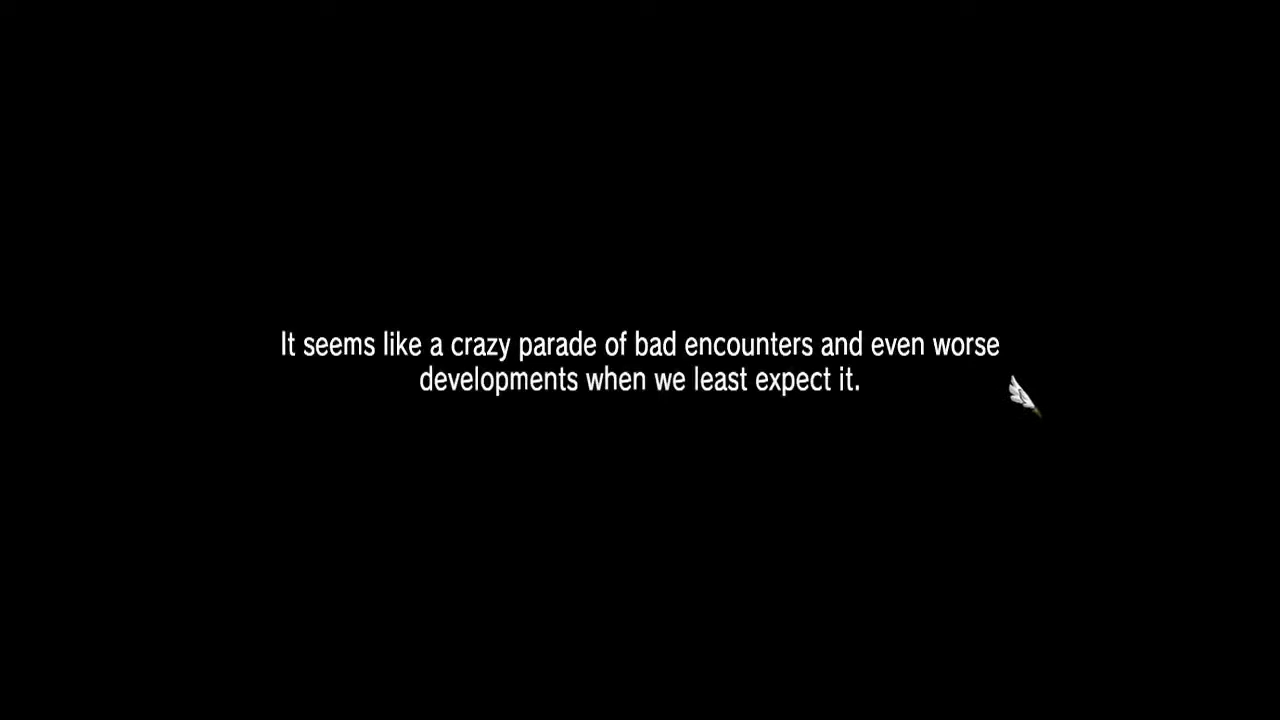 It seems like a crazy parade of bad encounters and even worse
developments when we least expect it.